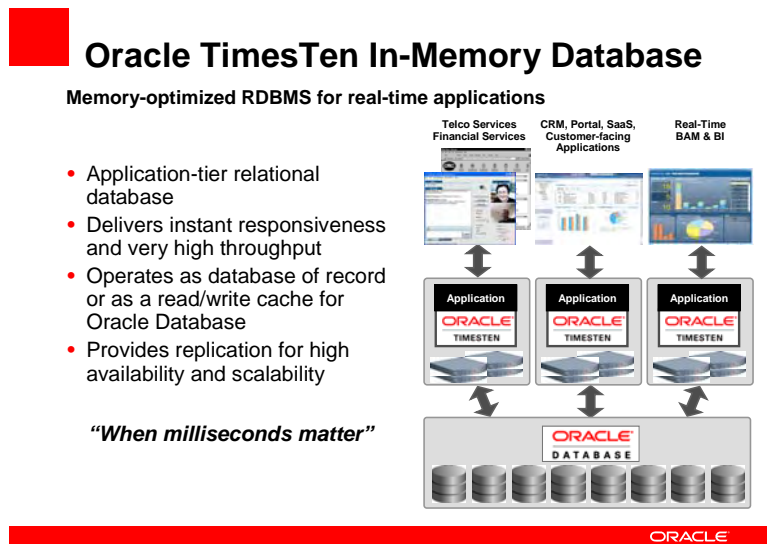 Oracle TimesTen In-Memory Database
Memory-optimized RDBMS for real-time applications
Telco Services
Financial Services
CRM, Portal, SaaS,
Customer-facing
Applications
Real-Time
BAM & BI
• Application-tier relational
database
• Delivers instant responsiveness
and very high throughput
• Operates as database of record
or as a read/write cache for
Oracle Database
• Provides replication for high
availability and scalability
“When milliseconds matter”
Application
ORACLE
TIMESTEN
Application
ORACLE
TIMESTEN
Application
ORACLE
TIMESTEN
ORACLE
DATABASE
ORACLE